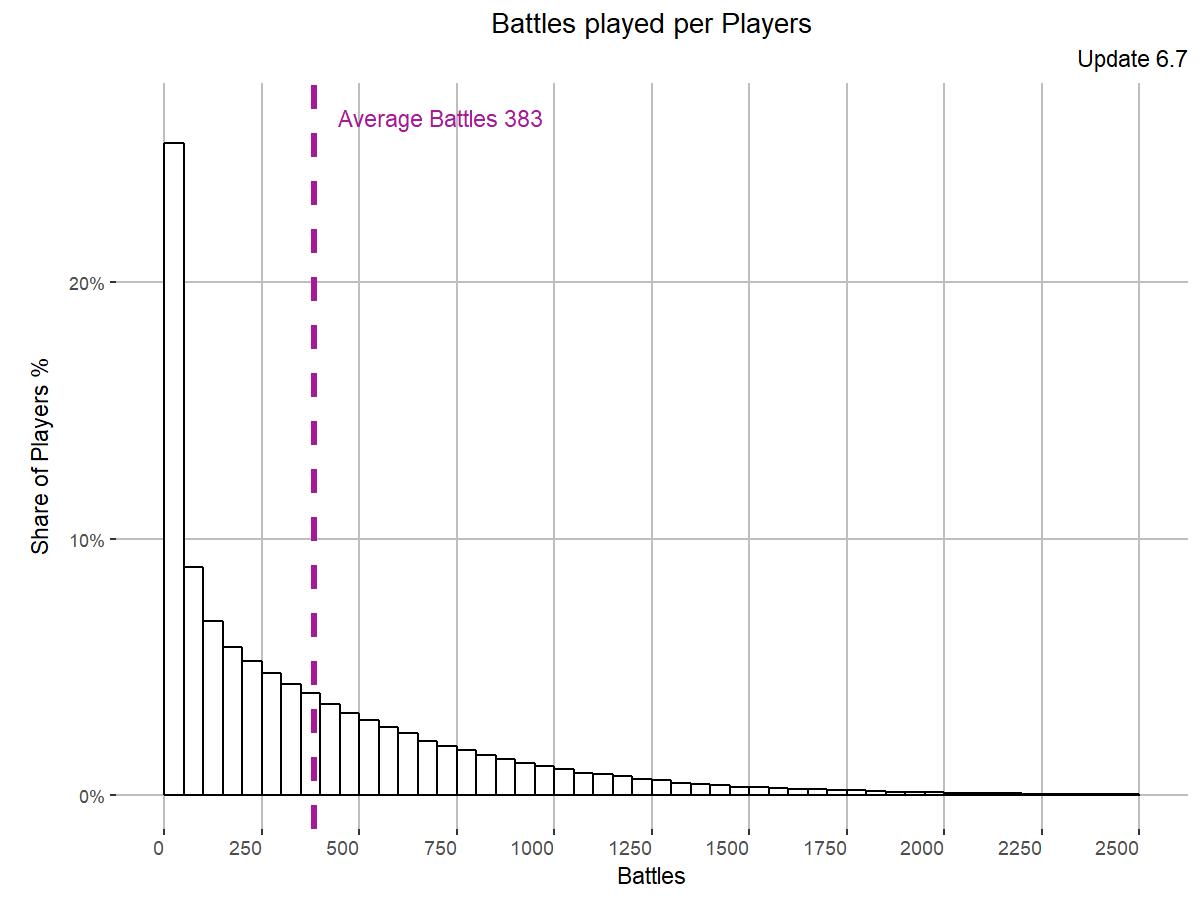 Battles played per Players
Update 6.7
Average Battles 383
Share of Players %
20%
10%
0%
0 250 500 750 1000 1250 1500 1750 2000 2250 2500
Battles